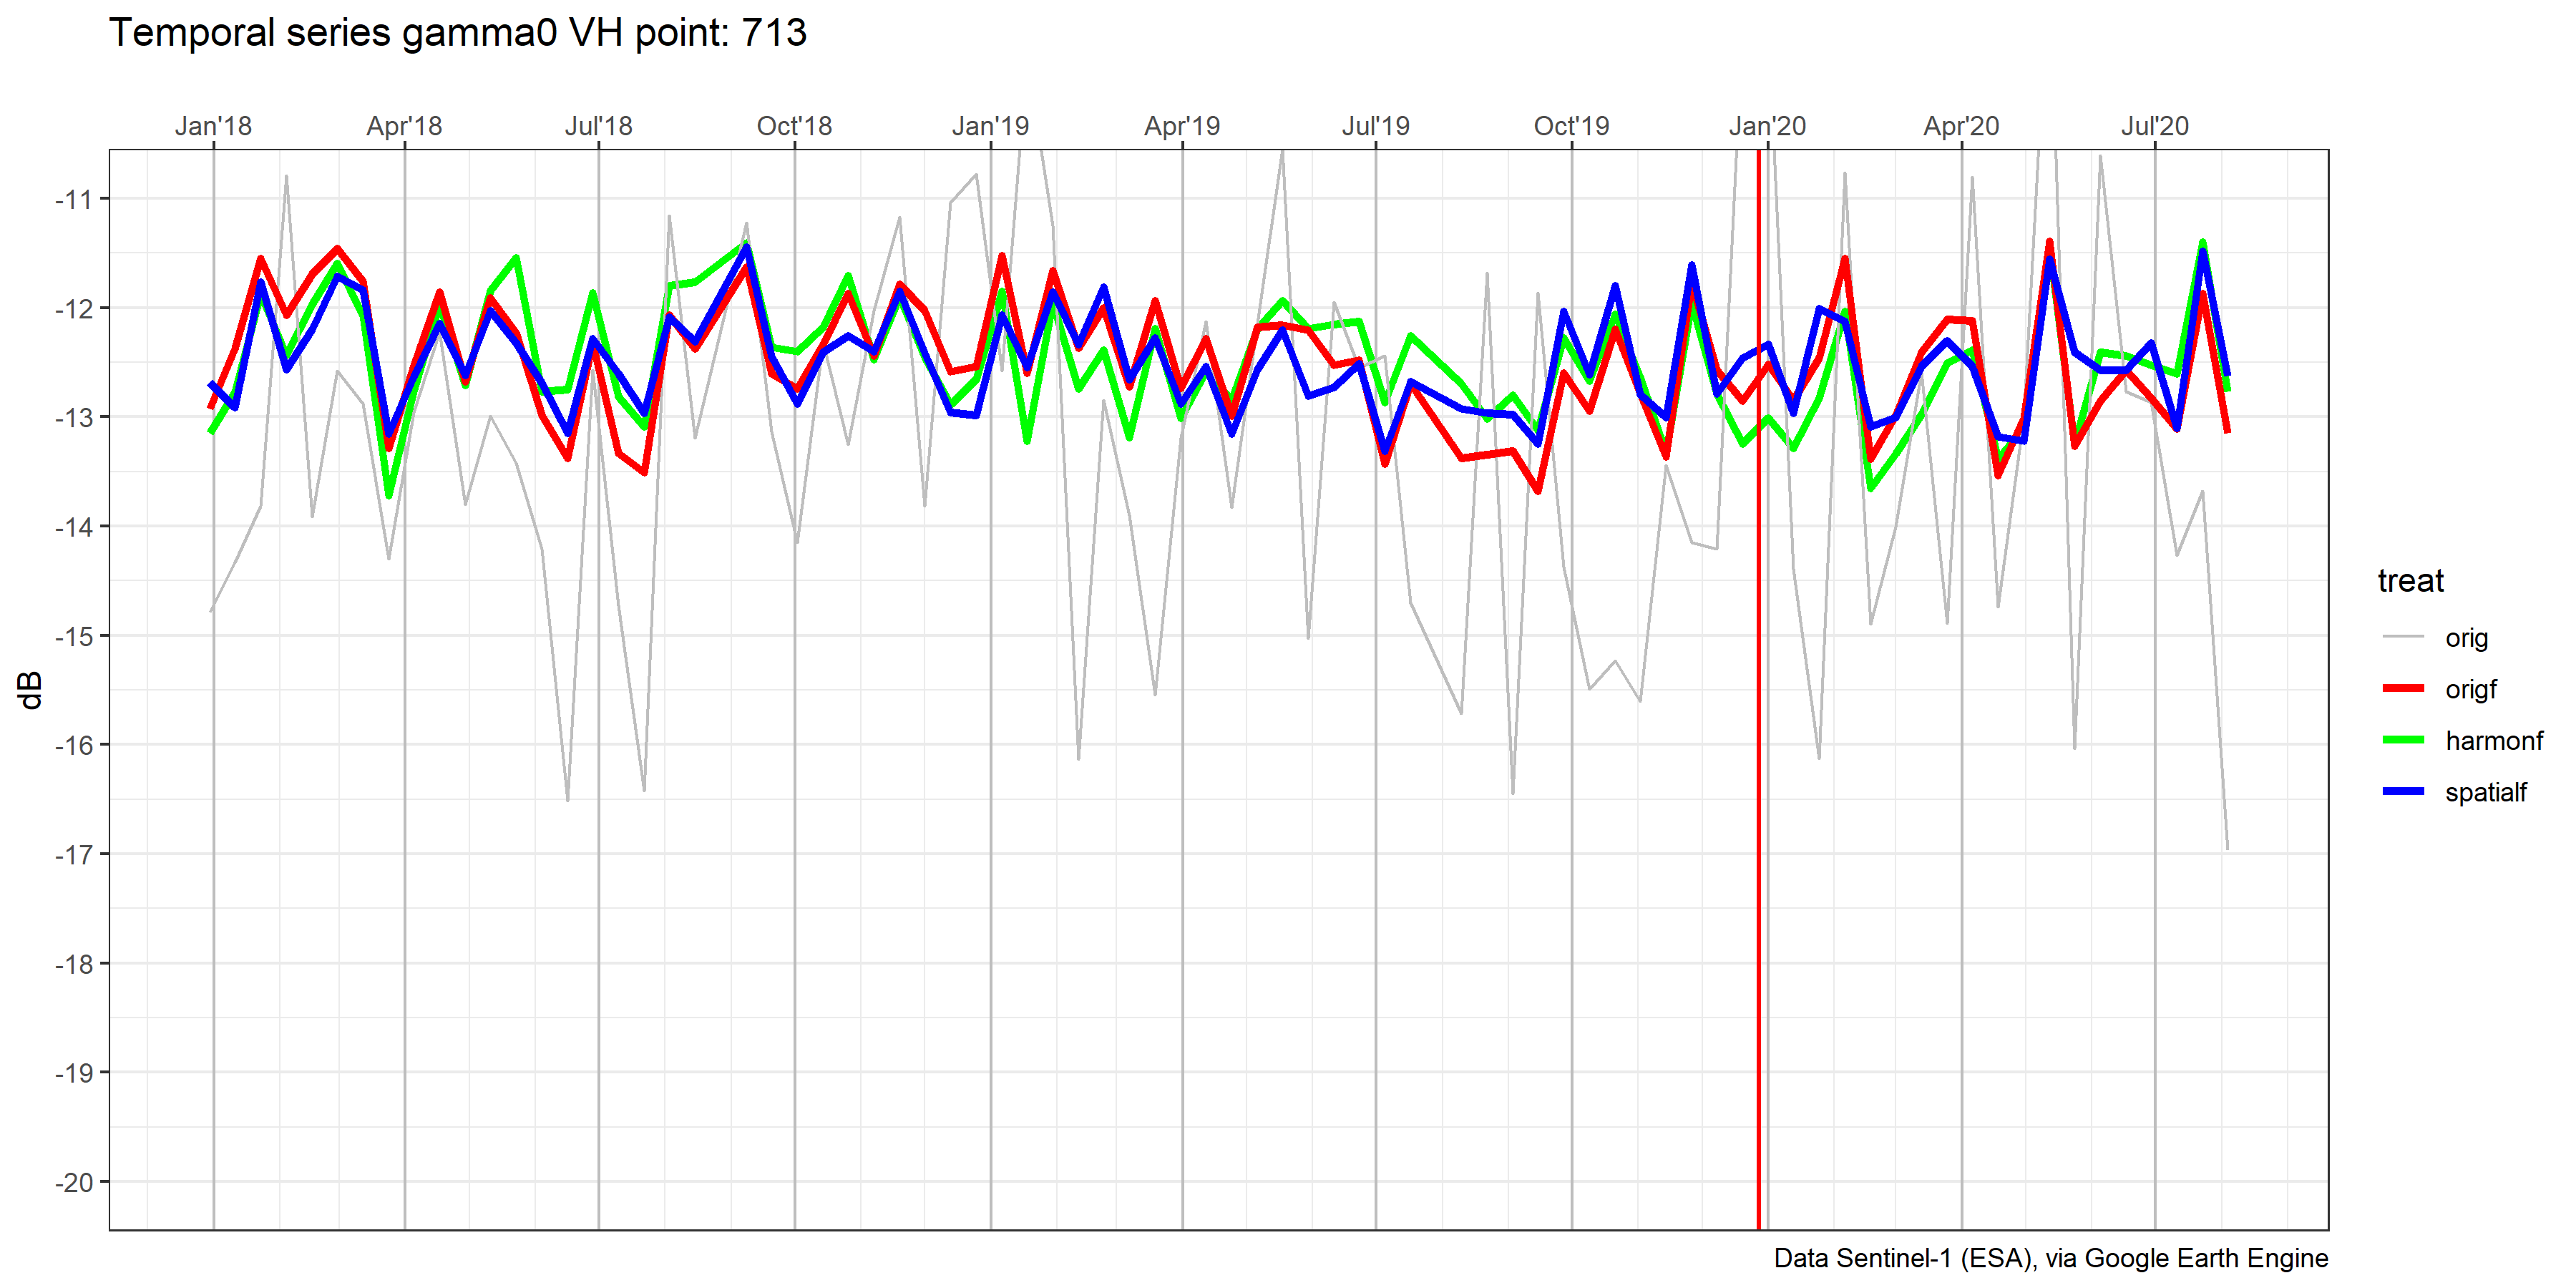 Temporal series gamma0 VH point: 713
Jan'18 Apr'18 Jul'18 Oct'18 Jan'19 Apr'19 Jul'19 Oct'19 Jan'20 Apr'20 Jul'20
-11
-12
-13
-14
-15
-16
-17
-18
-19
-20
dB
treat
orig
origf
harmonf
spatialf
Data Sentinel-1 (ESA), via Google Earth Engine